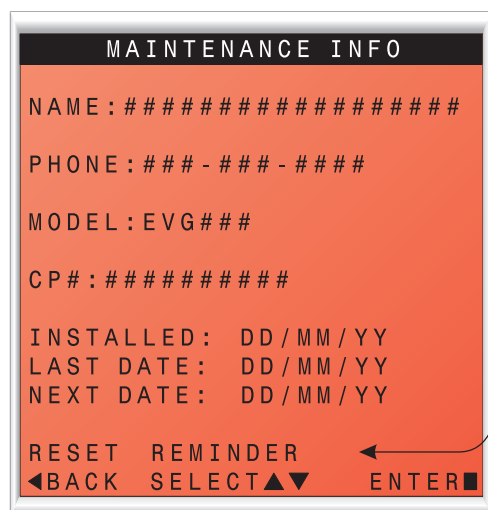 MAINTENANCE INFO
NAME:##################
PHONE:###-###-####
MODEL:EVG###
CP#:##########
INSTALLED: DD/MM/YY
LAST DATE: DD/MM/YY
NEXT DATE: DD/MM/YY
RESET REMINDER
◀BACK SELECT▲▼ ENTER■